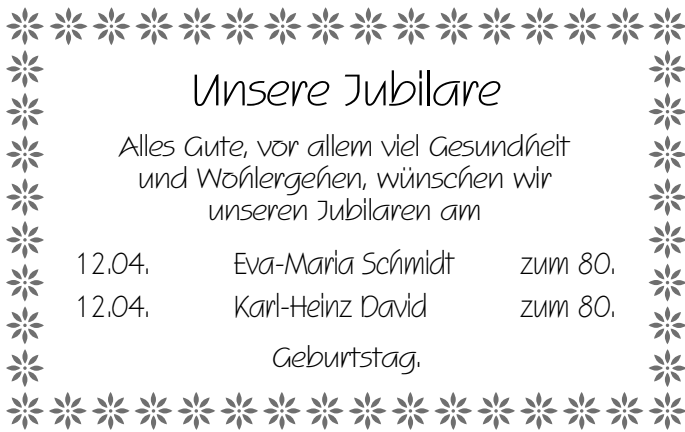 Unsere Jubilare
Alles Gute, vor allem viel Gesundheit
und Wohlergehen, wünschen wir
unseren Jubilaren am
12.04. Eva-Maria Schmidt zum 80.
12.04. Karl-Heinz David zum 80.
Geburtstag.